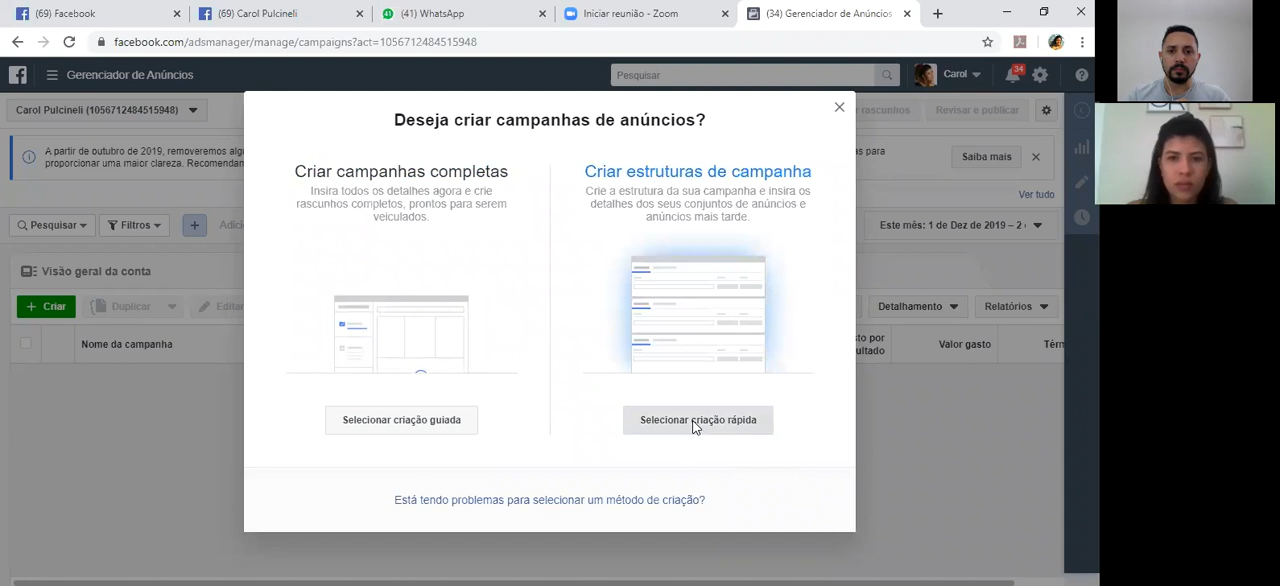 (69) Facebook
(69) Carol Pulcineli
(41) WhatsApp
Iniciar reunião - Zoom
(34) Gerenciador de Anúncios
facebook.com/adsmanager/manage/campaigns?act=1056712484515948
Gerenciador de Anúncios
Pesquisar
Carol
34
Carol Pulcineli (1056712484515948)
rascunhos
Revisar e publicar
Deseja criar campanhas de anúncios?
A partir de outubro de 2019, removeremos
proporcionar uma maior clareza.
para
Saiba mais
Ver tudo
Criar campanhas completas
Insira todos os detalhes agora e crie
rascunhos completos, prontos para serem
veiculados.
Criar estruturas de campanha
Crie a estrutura da sua campanha e insira os
detalhes dos seus conjuntos de anúncios e
anúncios mais tarde.
Pesquisar
Filtros
Este mês: 1 de Dez de 2019 – 2
Visão geral da conta
Criar
Duplicar
Editar
Detalhamento
Relatórios
Nome da campanha
por
Valor gasto
Selecionar criação guiada
Selecionar criação rápida
Está tendo problemas para selecionar um método de criação?